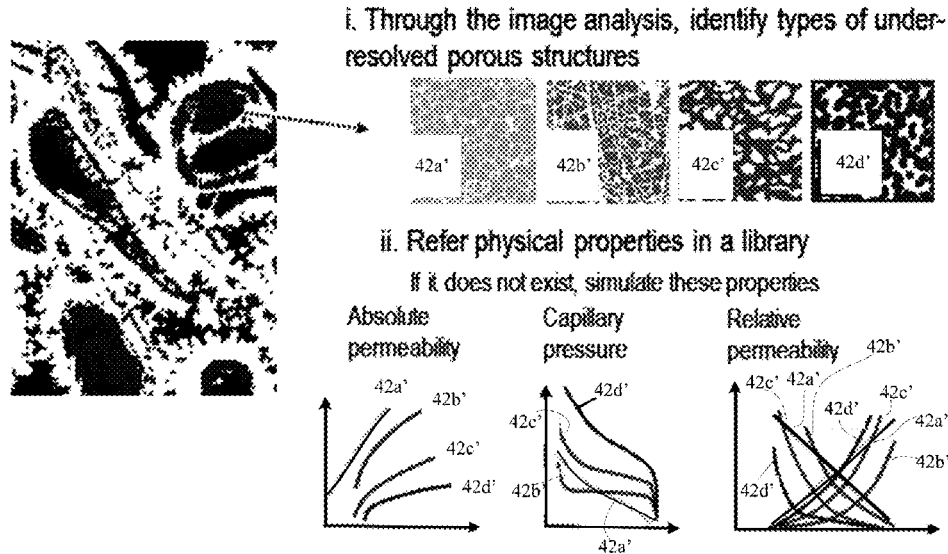 i. Through the image analysis, identify types of under-
resolved porous structures
42a' 42b' 42c' 42d'
ii. Refer physical properties in a library
If it does not exist, simulate these properties
Absolute
permeability
Capillary
pressure
Relative
permeability
42a'
42b'
42c'
42d'
42d'
42c'
42b'
42a'
42b'
42c' 42a' 42c'
42d' 42a'
42d' 42b'